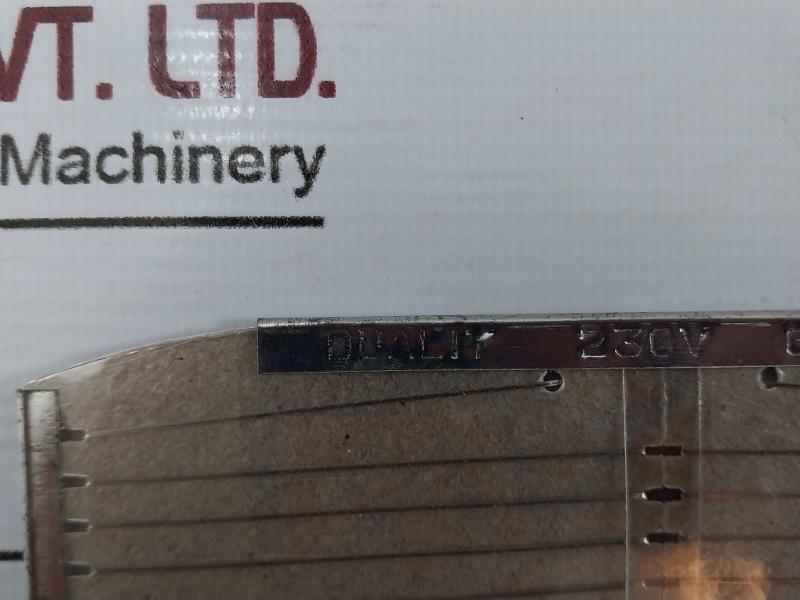 VT. LTD.
Machinery
DUALIT 230V